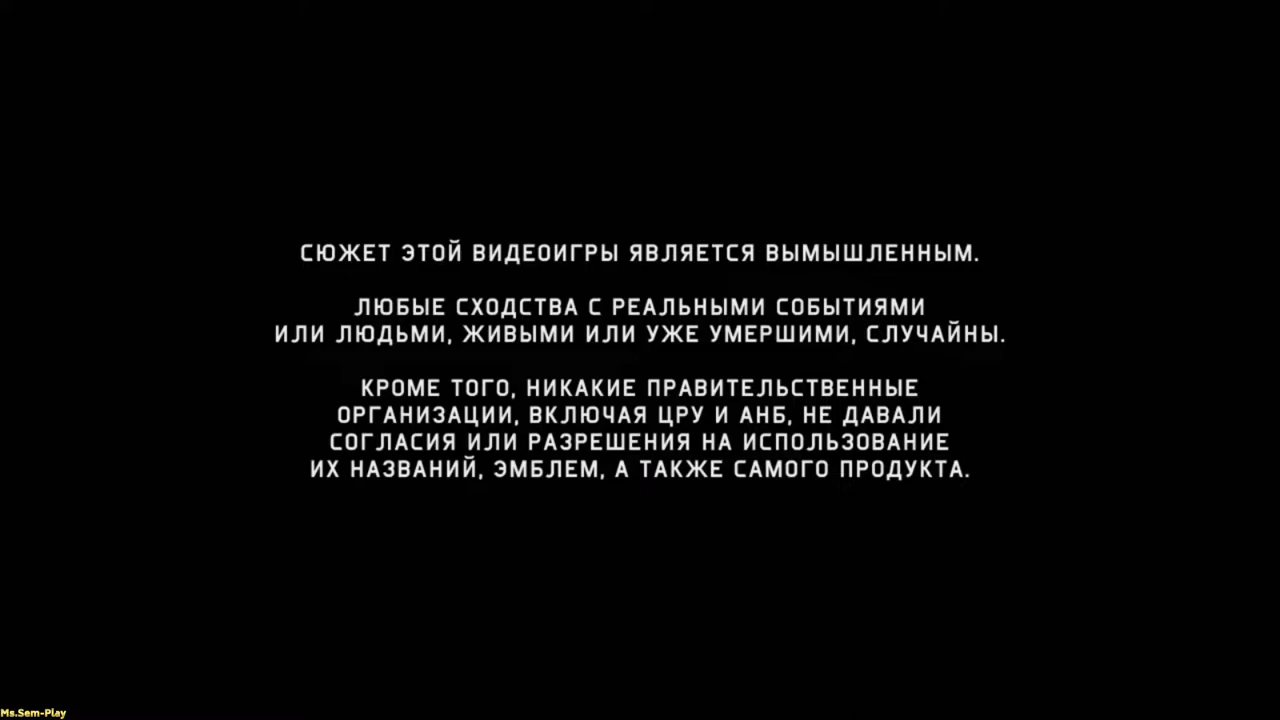 СЮЖЕТ ЭТОЙ ВИДЕОИГРЫ ЯВЛЯЕТСЯ ВЫМЫШЛЕННЫМ.
ЛЮБЫЕ СХОДСТВА С РЕАЛЬНЫМИ СОБЫТИЯМИ
ИЛИ ЛЮДЬМИ, ЖИВЫМИ ИЛИ УЖЕ УМЕРШИМИ, СЛУЧАЙНЫ.
КРОМЕ ТОГО, НИКАКИЕ ПРАВИТЕЛЬСТВЕННЫЕ
ОРГАНИЗАЦИИ, ВКЛЮЧАЯ ЦРУ И АНБ, НЕ ДАВАЛИ
СОГЛАСИЯ ИЛИ РАЗРЕШЕНИЯ НА ИСПОЛЬЗОВАНИЕ
ИХ НАЗВАНИЙ, ЭМБЛЕМ, А ТАКЖЕ САМОГО ПРОДУКТА.
Ms.Sem-Play